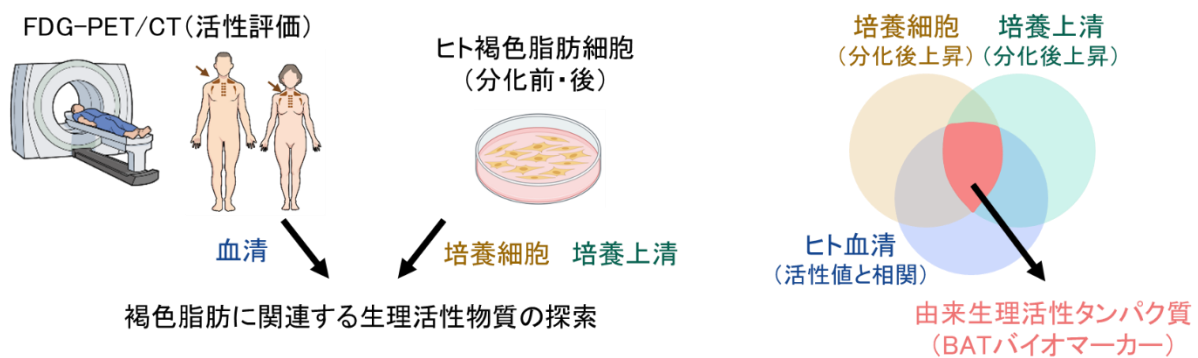 FDG-PET/CT(活性評価)
ヒト褐色脂肪細胞
(分化前・後)
血清
培養細胞 培養上清
褐色脂肪に関連する生理活性物質の探索
培養細胞 培養上清
(分化後上昇) (分化後上昇)
ヒト血清
(活性値と相関)
由来生理活性タンパク質
(BATバイオマーカー)